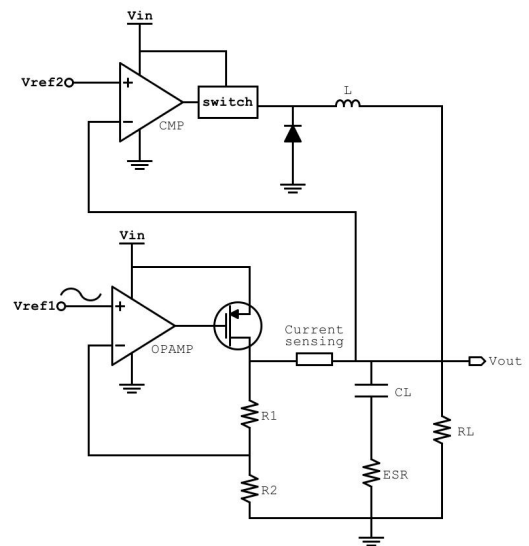 Vin
Vref2
+
switch
L
−
CMP
Vin
Vref1
+
−
OPAMP
Current
sensing
Vout
R1
CL
RL
R2
ESR